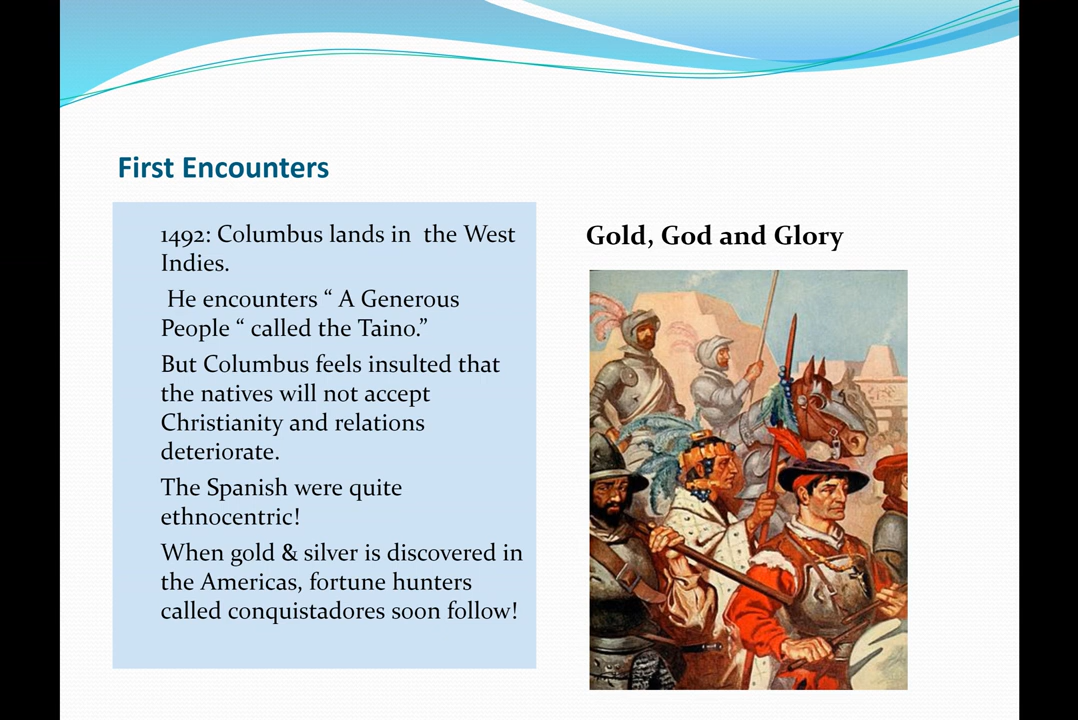 First Encounters
1492: Columbus lands in the West
Indies.
He encounters “ A Generous
People “ called the Taino.”
But Columbus feels insulted that
the natives will not accept
Christianity and relations
deteriorate.
The Spanish were quite
ethnocentric!
When gold & silver is discovered in
the Americas, fortune hunters
called conquistadores soon follow!
Gold, God and Glory